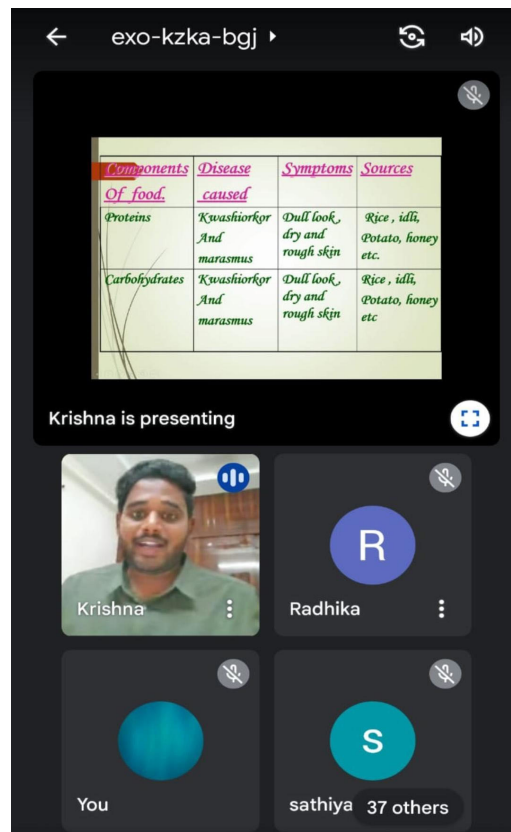 exo-kzka-bgj
Components Of food.
Disease caused
Symptoms
Sources
Proteins
Kwashiorkor And marasmus
Dull look, dry and rough skin
Rice , idli, Potato, honey etc.
Carbohydrates
Kwashiorkor And marasmus
Dull look, dry and rough skin
Rice , idli, Potato, honey etc
Krishna is presenting
Krishna
R
Radhika
You
S
sathiya
37 others